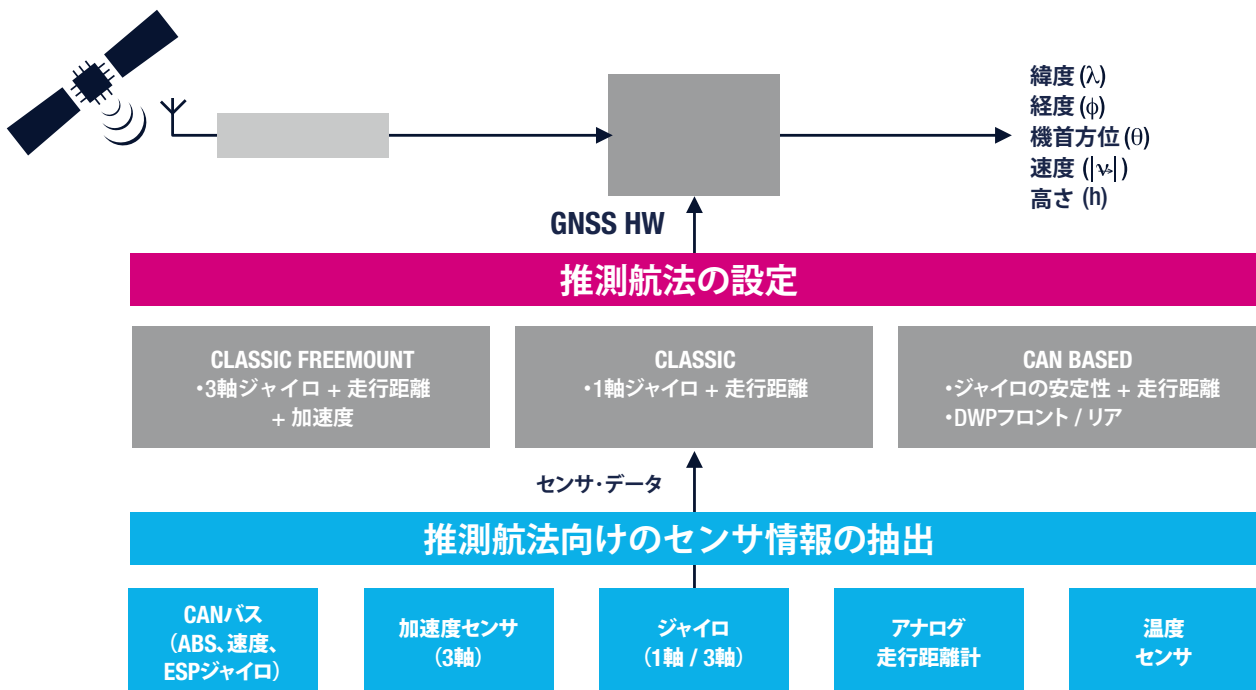 緯度 (λ)
経度 (ϕ)
機首方位 (θ)
速度 (|v|)
高さ (h)
GNSS HW
推測航法の設定
CLASSIC FREEMOUNT
・3軸ジャイロ + 走行距離
+ 加速度
CLASSIC
・1軸ジャイロ + 走行距離
CAN BASED
・ジャイロの安定性 + 走行距離
・DWPフロント / リア
センサ・データ
推測航法向けのセンサ情報の抽出
CANバス
(ABS、速度、
ESPジャイロ)
加速度センサ
(3軸)
ジャイロ
(1軸 / 3軸)
アナログ
走行距離計
温度
センサ